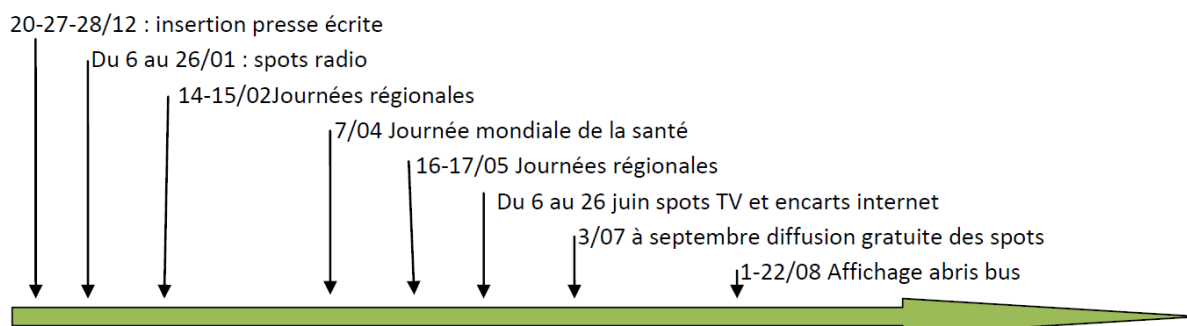 20-27-28/12 : insertion presse écrite
Du 6 au 26/01 : spots radio
14-15/02Journées régionales
7/04 Journée mondiale de la santé
16-17/05 Journées régionales
Du 6 au 26 juin spots TV et encarts internet
3/07 à septembre diffusion gratuite des spots
1-22/08 Affichage abris bus